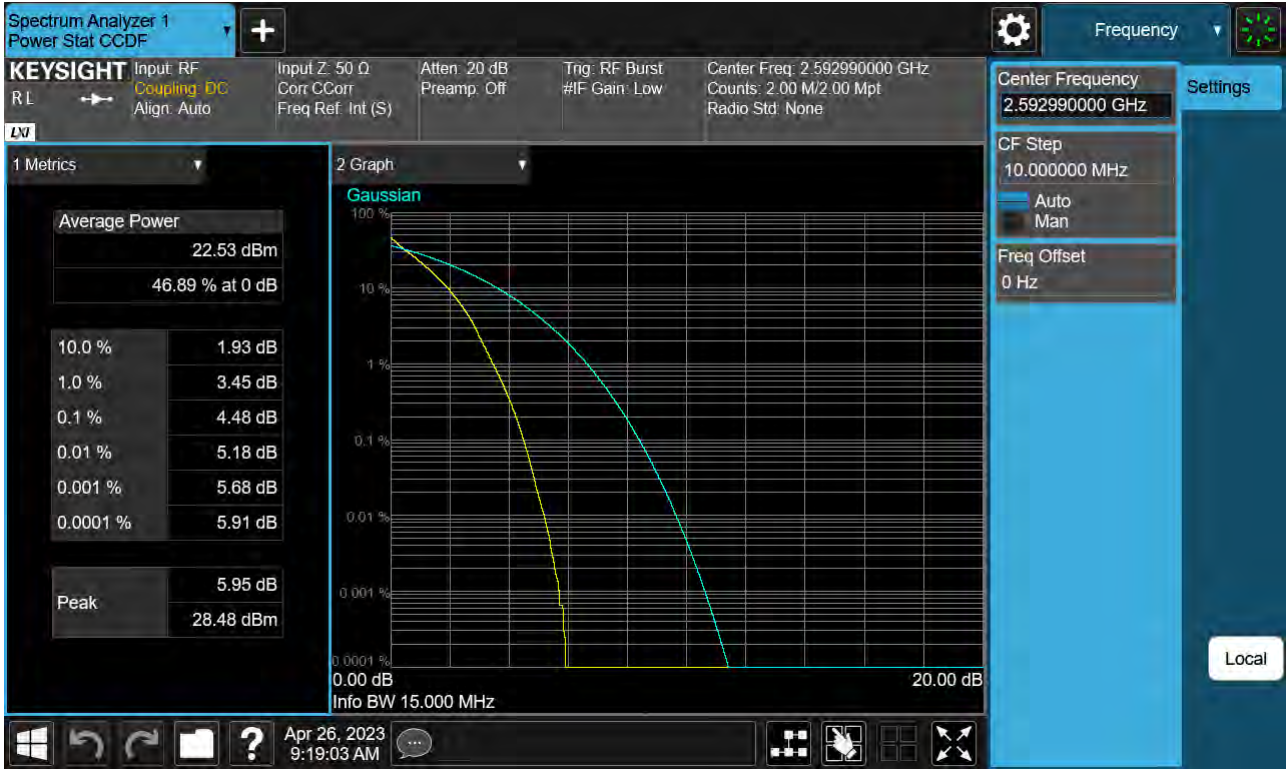 Spectrum Analyzer 1
Power Stat CCDF
Frequency
KEYSIGHT
R L
LXI
Input: RF
Coupling: DC
Align: Auto
Input Z: 50 Ω
Corr CCorr
Freq Ref: Int (S)
Atten: 20 dB
Preamp: Off
Trig: RF Burst
#IF Gain: Low
Center Freq: 2.592990000 GHz
Counts: 2.00 M/2.00 Mpt
Radio Std: None
Center Frequency
2.592990000 GHz
Settings
CF Step
10.000000 MHz
Auto
Man
Freq Offset
0 Hz
Local
1 Metrics
Average Power
22.53 dBm
46.89 % at 0 dB
10.0 % 1.93 dB
1.0 % 3.45 dB
0.1 % 4.48 dB
0.01 % 5.18 dB
0.001 % 5.68 dB
0.0001 % 5.91 dB
Peak
5.95 dB
28.48 dBm
2 Graph
Gaussian
100 %
10 %
1 %
0.1 %
0.01 %
0.001 %
0.0001 %
0.00 dB 20.00 dB
Info BW 15.000 MHz
?
Apr 26, 2023
9:19:03 AM